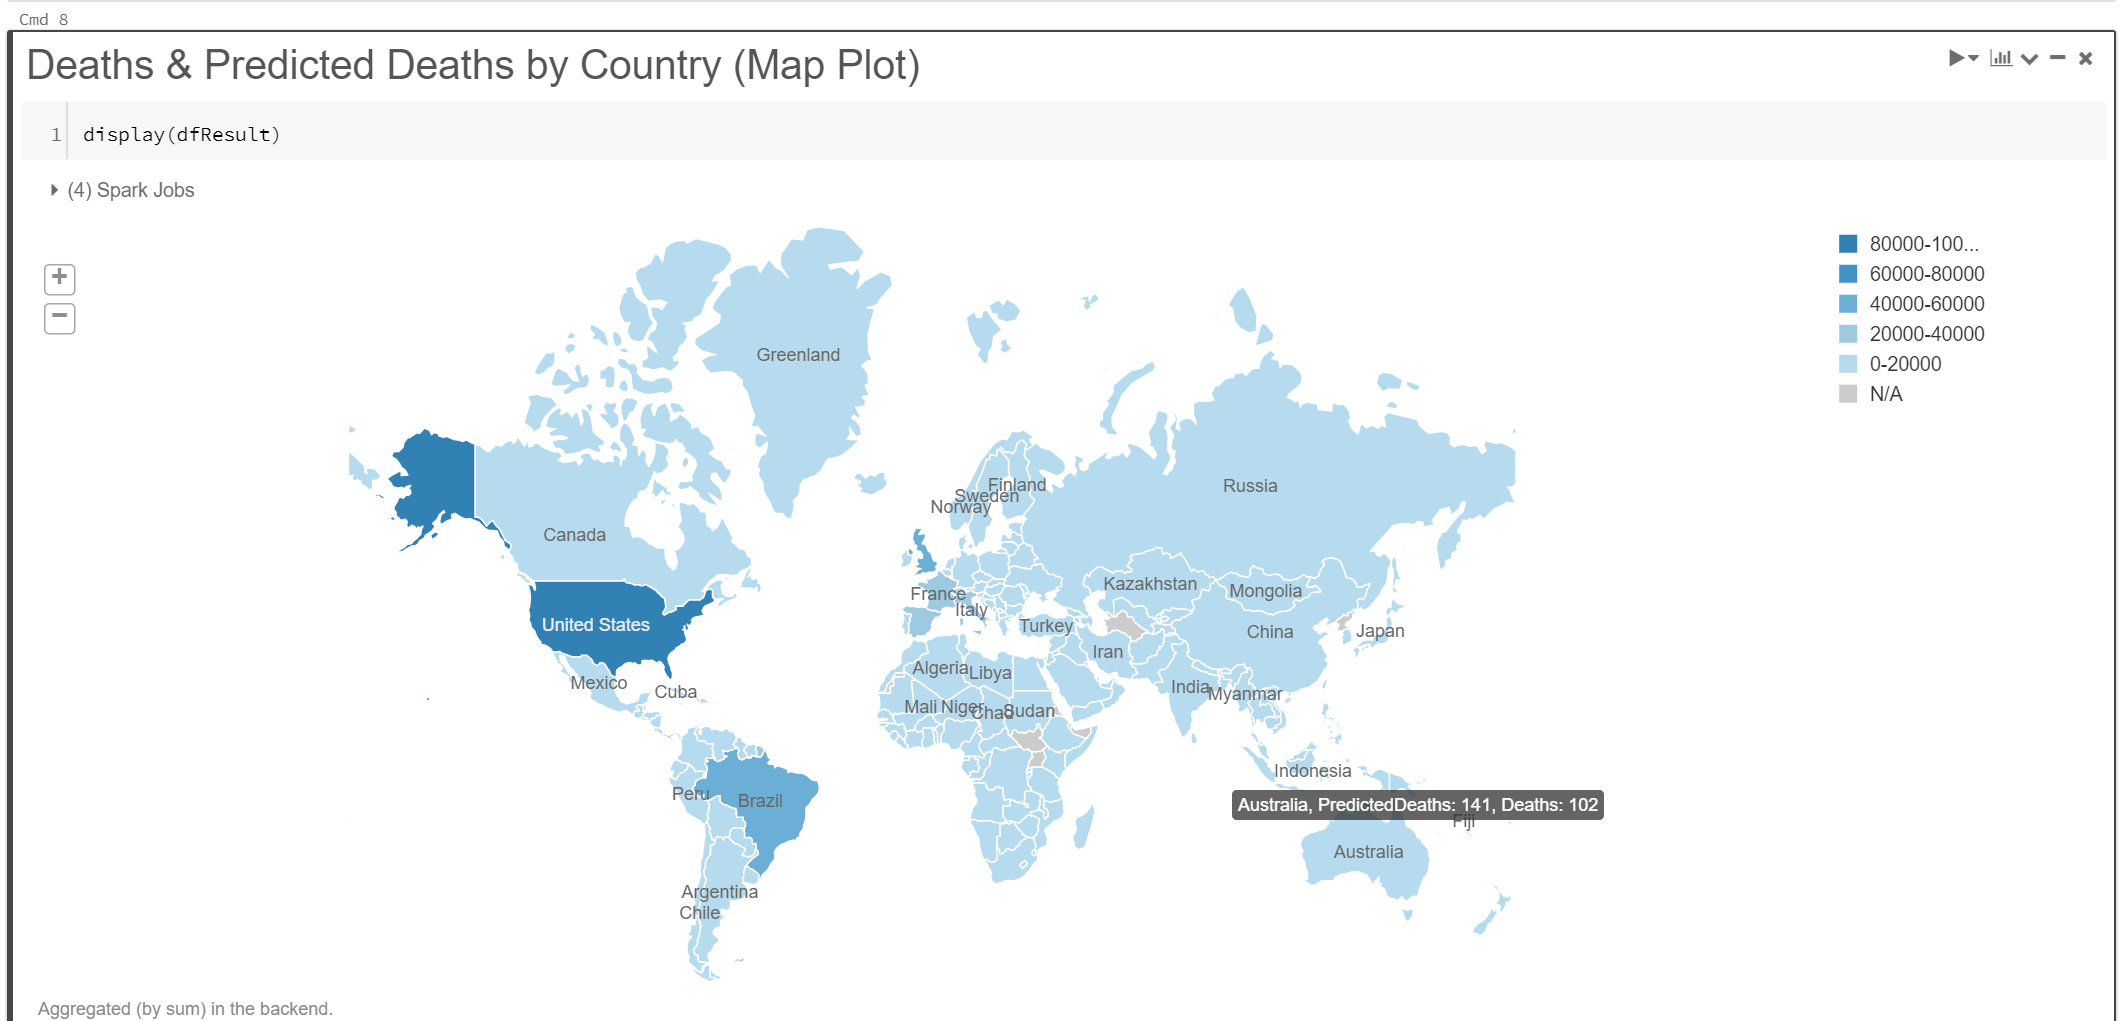 Cmd 8
Deaths & Predicted Deaths by Country (Map Plot)
1 display(dfResult)
(4) Spark Jobs
+
−
80000-100...
60000-80000
40000-60000
20000-40000
0-20000
N/A
Greenland
Finland
Sweden
Norway
Russia
Canada
Kazakhstan
Mongolia
France
Italy
United States
Turkey
China
Japan
Iran
Algeria
Libya
Mexico
Cuba
India
Myanmar
Mali
Niger
Chad
Sudan
Indonesia
Peru
Brazil
Australia, PredictedDeaths: 141, Deaths: 102
Fiji
Australia
Argentina
Chile
Aggregated (by sum) in the backend.